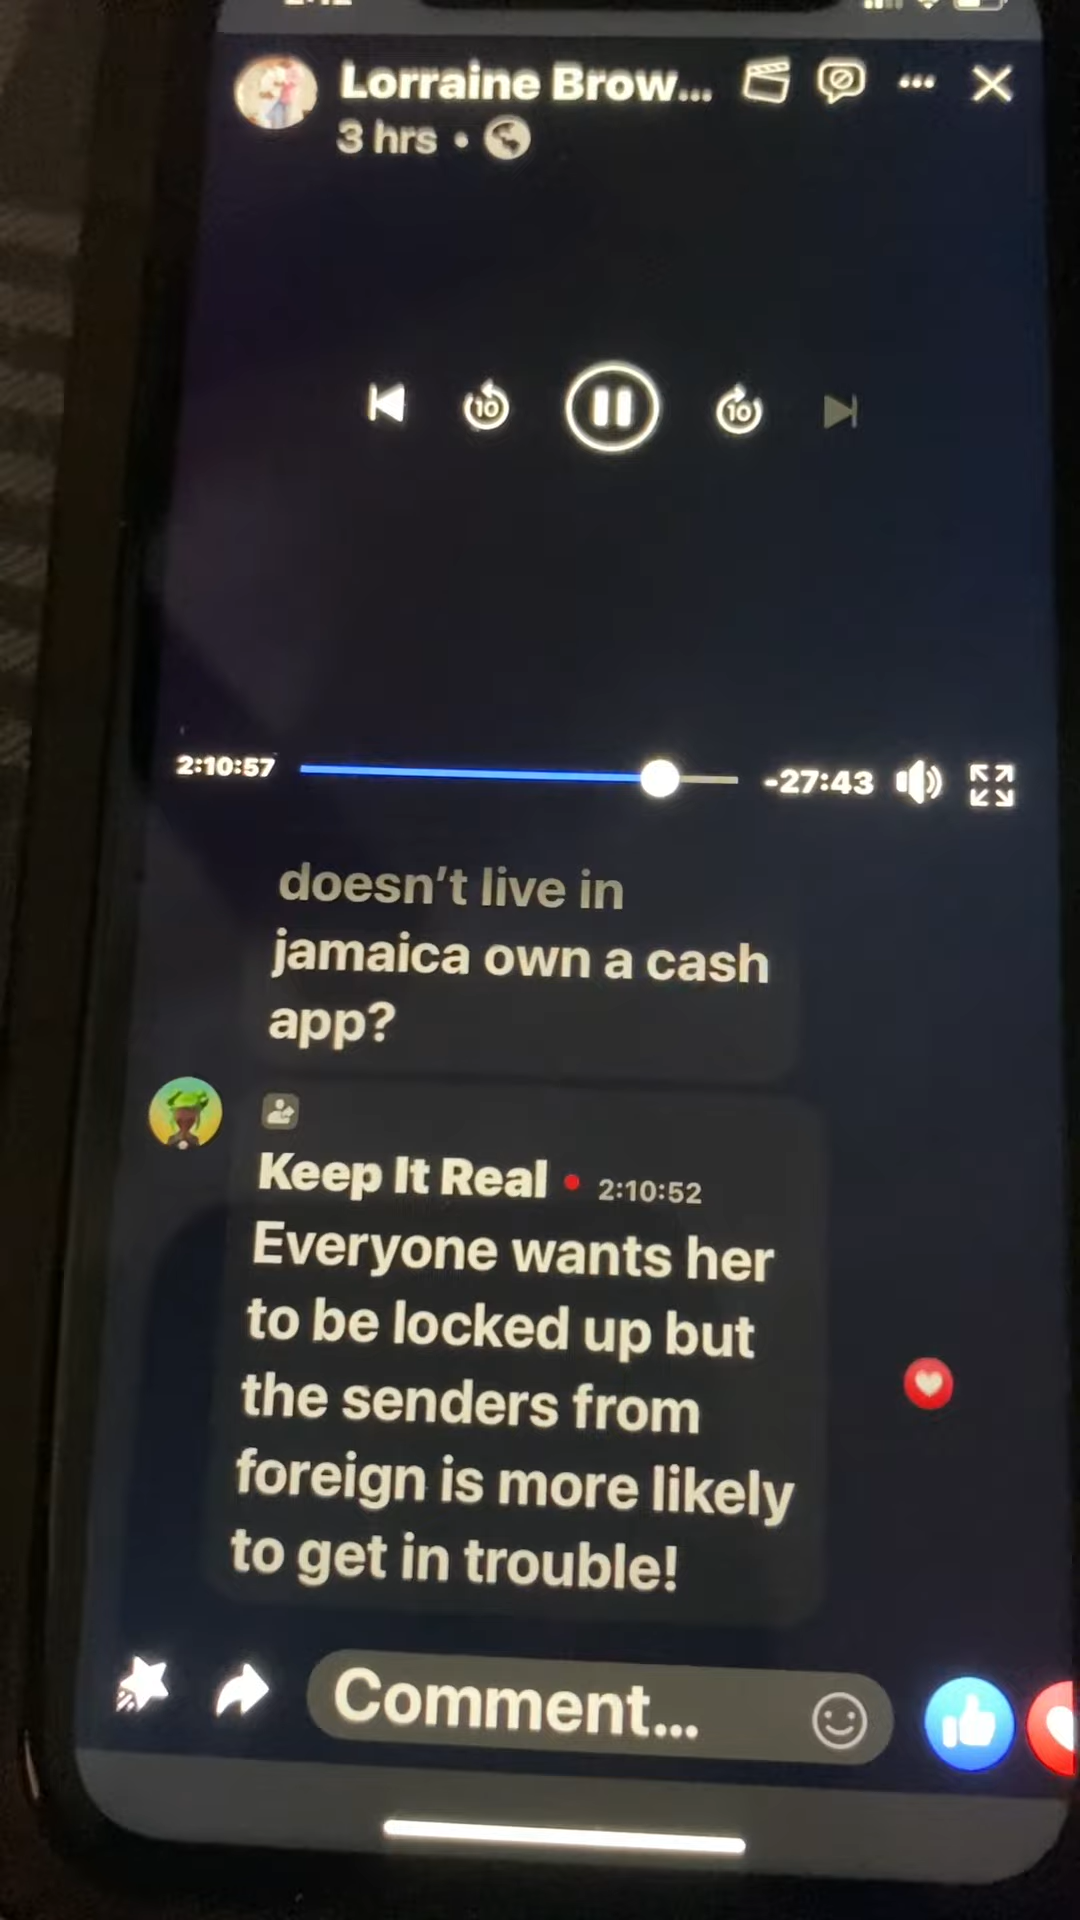 Lorraine Brow...
3 hrs •
10
10
2:10:57
-27:43
doesn't live in
jamaica own a cash
app?
Keep It Real • 2:10:52
Everyone wants her
to be locked up but
the senders from
foreign is more likely
to get in trouble!
Comment...